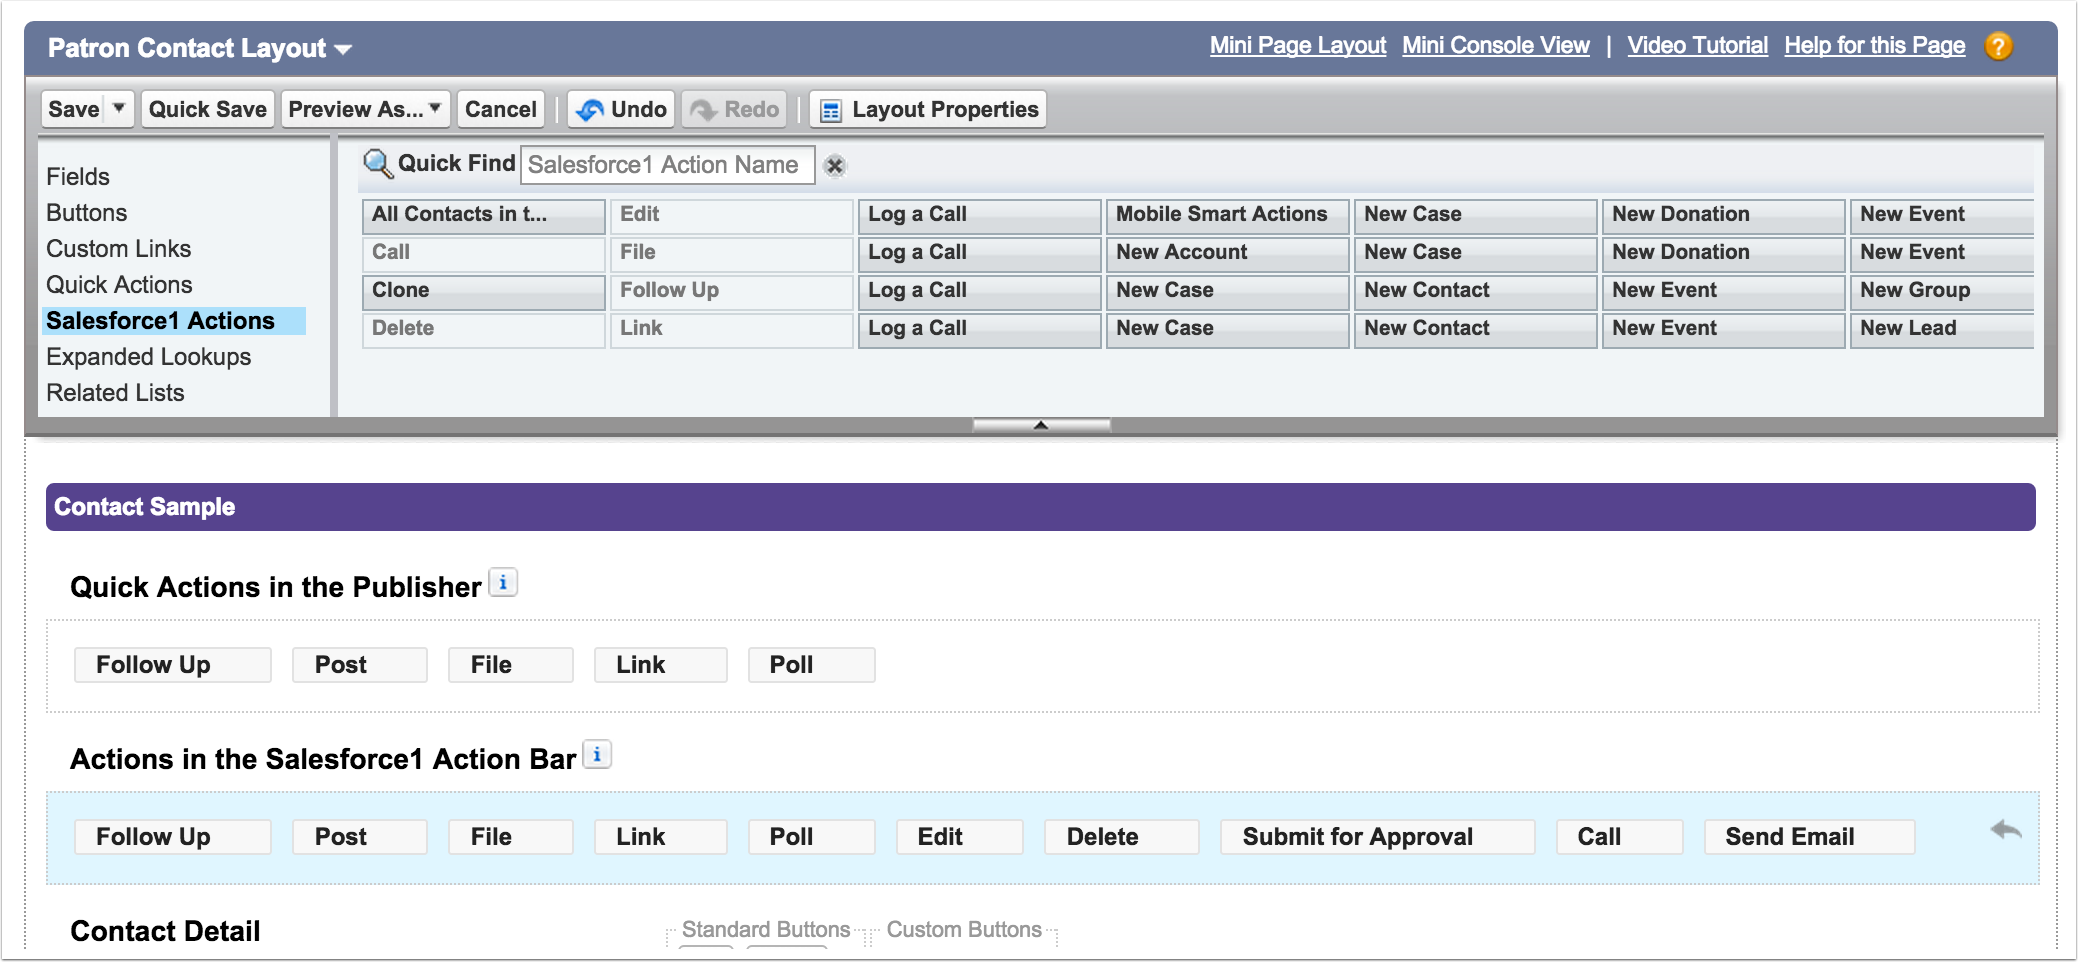 Patron Contact Layout
Mini Page Layout Mini Console View | Video Tutorial Help for this Page ?
Save Quick Save Preview As... Cancel Undo Redo Layout Properties
Fields
Buttons
Custom Links
Quick Actions
Salesforce1 Actions
Expanded Lookups
Related Lists
Quick Find Salesforce1 Action Name
All Contacts in t... Edit Log a Call Mobile Smart Actions New Case New Donation New Event
Call File Log a Call New Account New Case New Donation New Event
Clone Follow Up Log a Call New Case New Contact New Event New Group
Delete Link Log a Call New Case New Contact New Event New Lead
Contact Sample
Quick Actions in the Publisher i
Follow Up Post File Link Poll
Actions in the Salesforce1 Action Bar i
Follow Up Post File Link Poll Edit Delete Submit for Approval Call Send Email
Contact Detail Standard Buttons Custom Buttons